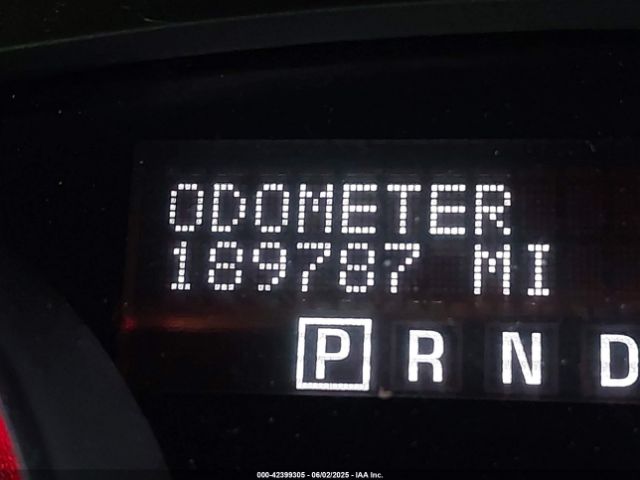 ODOMETER
189787 MI
P R N D
000-42399305 - 06/02/2025 - IAA Inc.